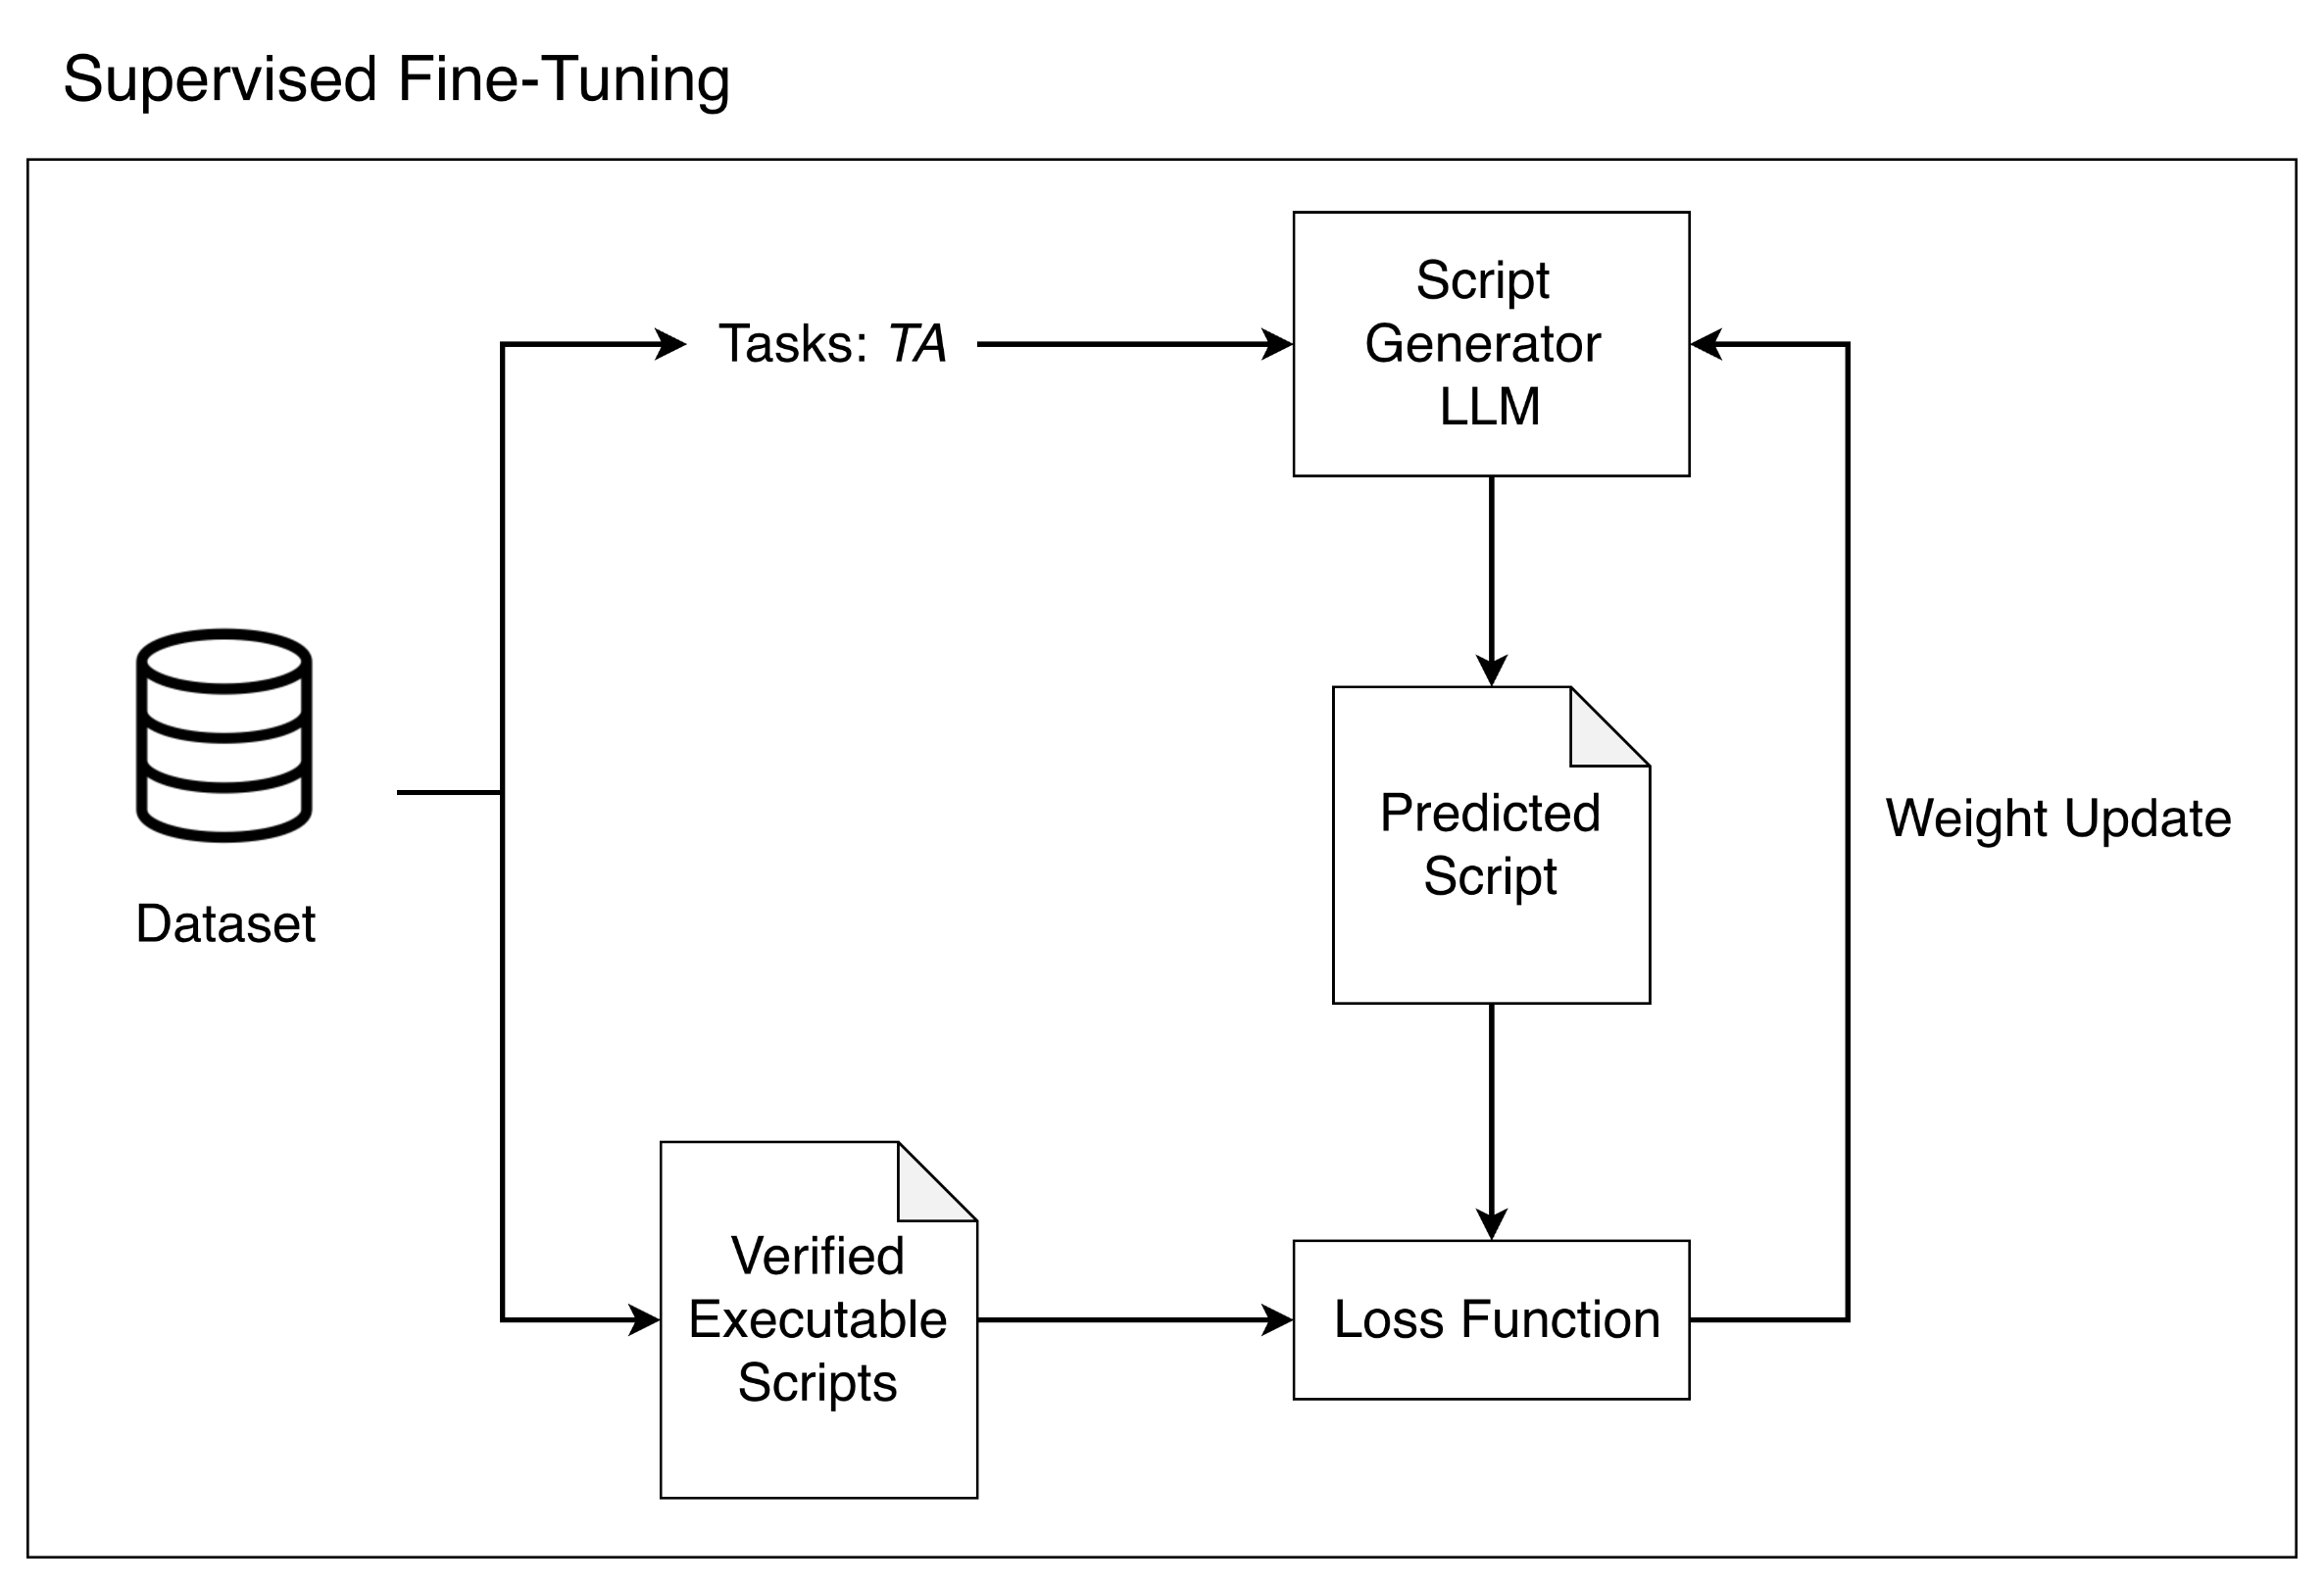 Supervised Fine-Tuning
Tasks: TA
Script
Generator
LLM
Dataset
Predicted
Script
Weight Update
Verified
Executable
Scripts
Loss Function